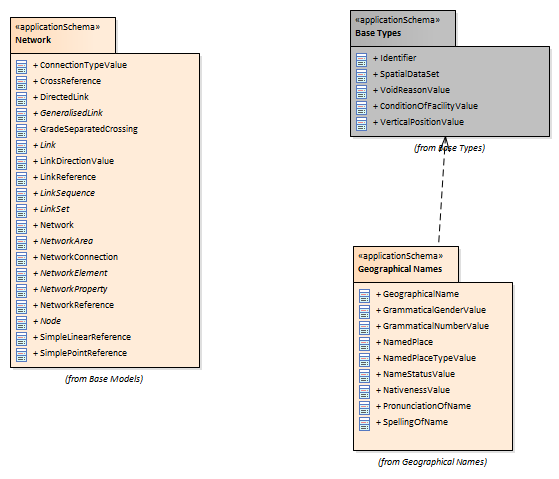 «applicationSchema»
Network
+ ConnectionTypeValue
+ CrossReference
+ DirectedLink
+ GeneralisedLink
+ GradeSeparatedCrossing
+ Link
+ LinkDirectionValue
+ LinkReference
+ LinkSequence
+ LinkSet
+ Network
+ NetworkArea
+ NetworkConnection
+ NetworkElement
+ NetworkProperty
+ NetworkReference
+ Node
+ SimpleLinearReference
+ SimplePointReference
(from Base Models)
«applicationSchema»
Base Types
+ Identifier
+ SpatialDataSet
+ VoidReasonValue
+ ConditionOfFacilityValue
+ VerticalPositionValue
(from Base Types)
«applicationSchema»
Geographical Names
+ GeographicalName
+ GrammaticalGenderValue
+ GrammaticalNumberValue
+ NamedPlace
+ NamedPlaceTypeValue
+ NameStatusValue
+ NativenessValue
+ PronunciationOfName
+ SpellingOfName
(from Geographical Names)